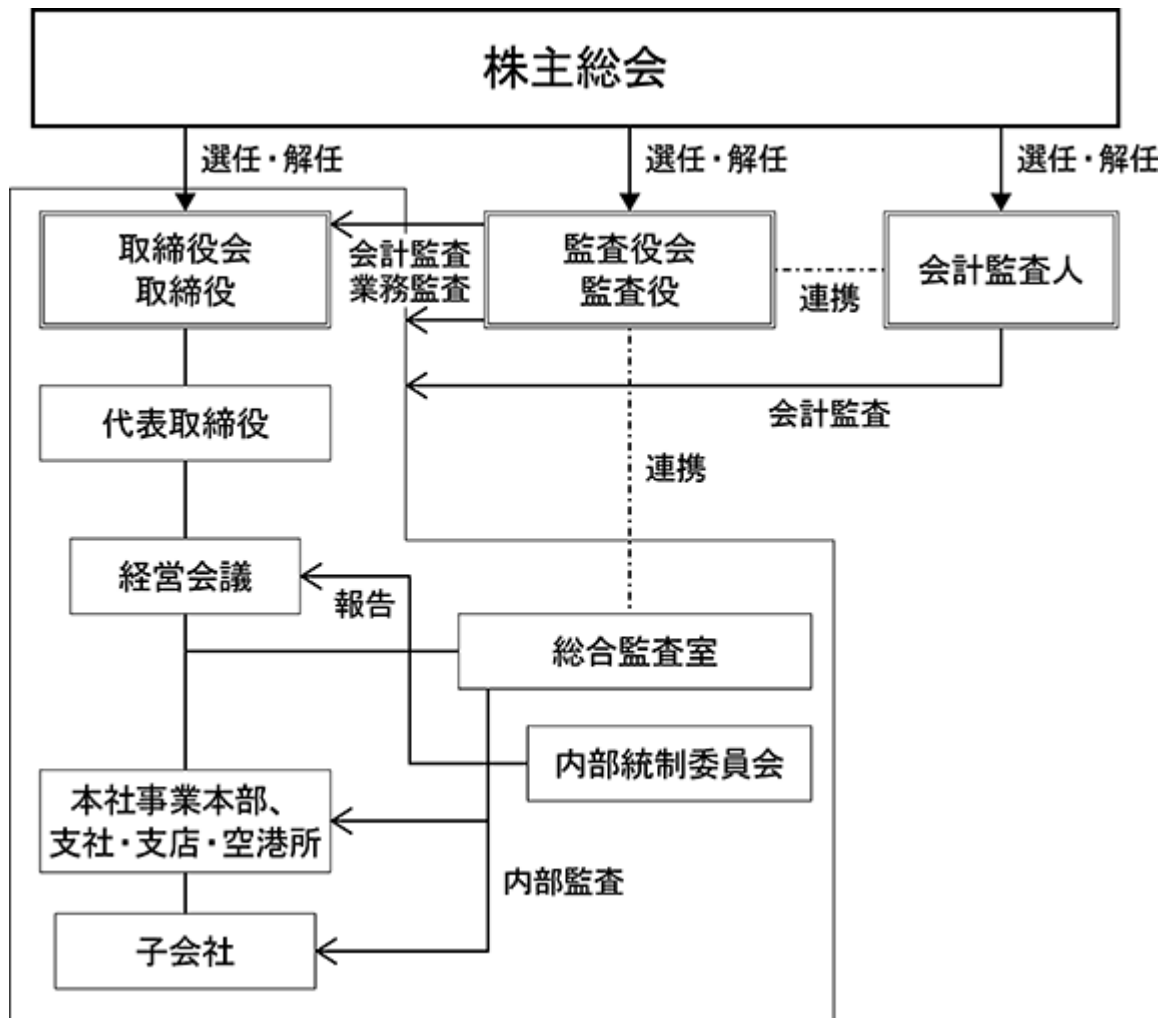 株主総会
選任・解任
選任・解任
選任・解任
取締役会
取締役
会計監査
業務監査
監査役会
監査役
連携
会計監査人
代表取締役
会計監査
連携
経営会議
報告
総合監査室
内部統制委員会
本社事業本部、
支社・支店・空港所
内部監査
子会社